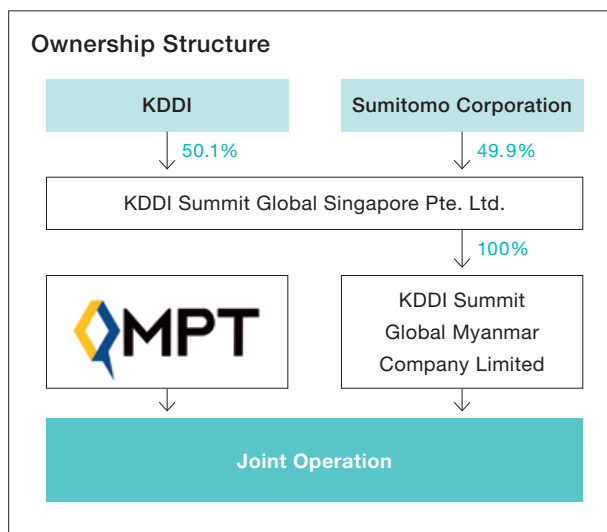 Ownership Structure
KDDI
Sumitomo Corporation
50.1%
49.9%
KDDI Summit Global Singapore Pte. Ltd.
100%
MPT
KDDI Summit
Global Myanmar
Company Limited
Joint Operation